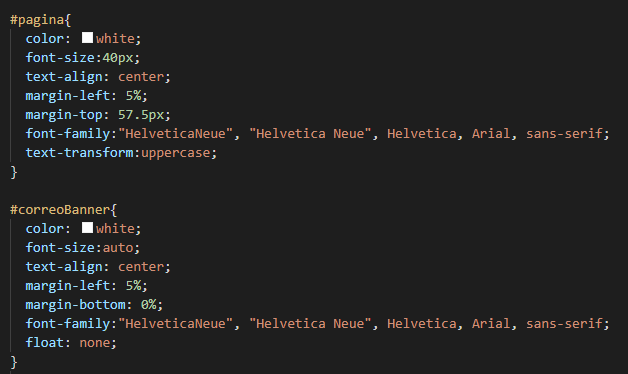 #pagina{
color: white;
font-size:40px;
text-align: center;
margin-left: 5%;
margin-top: 57.5px;
font-family:"HelveticaNeue", "Helvetica Neue", Helvetica, Arial, sans-serif;
text-transform:uppercase;
}
#correoBanner{
color: white;
font-size:auto;
text-align: center;
margin-left: 5%;
margin-bottom: 0%;
font-family:"HelveticaNeue", "Helvetica Neue", Helvetica, Arial, sans-serif;
float: none;
}